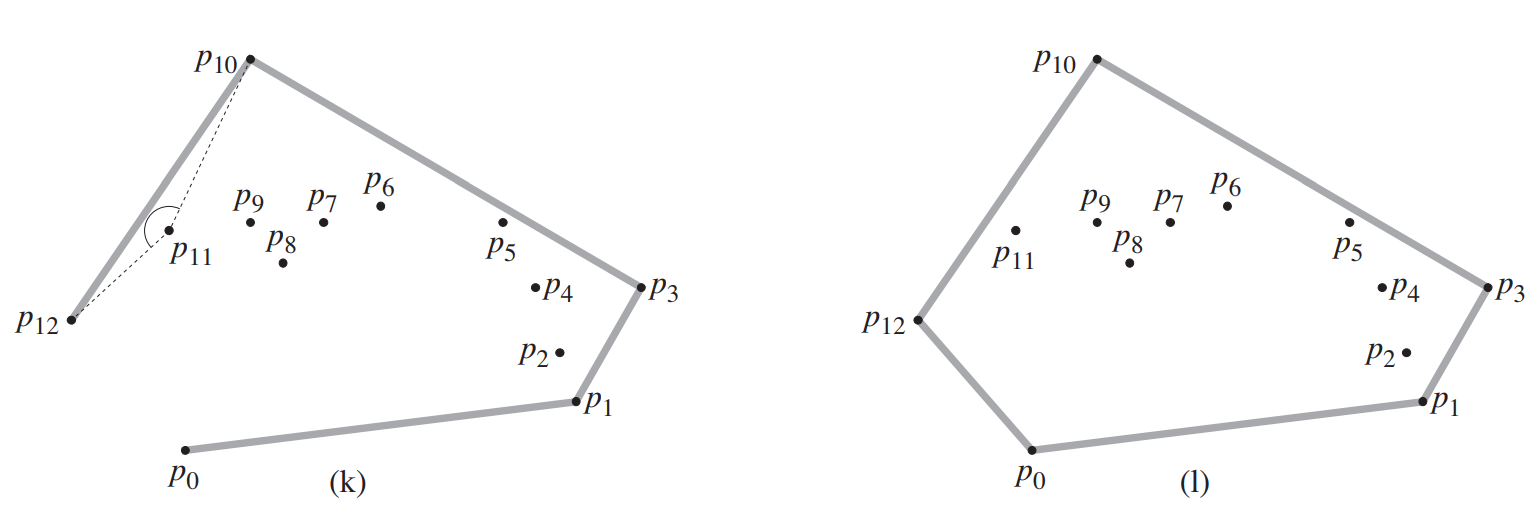 p10 p10
p6 p6
p9 p7 p9 p7
p8 p5 p8 p5
p11 p11
p4 p3 p4 p3
p12 p12
p2 p2
p1 p1
p0 (k) p0 (l)